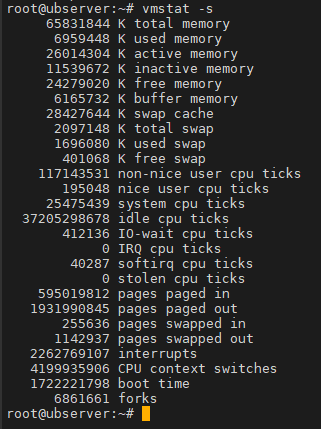 root@ubserver:~# vmstat -s
65831844 K total memory
6959448 K used memory
26014304 K active memory
11539672 K inactive memory
24279020 K free memory
6165732 K buffer memory
28427644 K swap cache
2097148 K total swap
1696080 K used swap
401068 K free swap
117143531 non-nice user cpu ticks
195048 nice user cpu ticks
25475439 system cpu ticks
37205298678 idle cpu ticks
412136 IO-wait cpu ticks
0 IRQ cpu ticks
40287 softirq cpu ticks
0 stolen cpu ticks
595019812 pages paged in
1931990845 pages paged out
255636 pages swapped in
1142937 pages swapped out
2262769107 interrupts
4199935906 CPU context switches
1722221798 boot time
6861661 forks
root@ubserver:~#